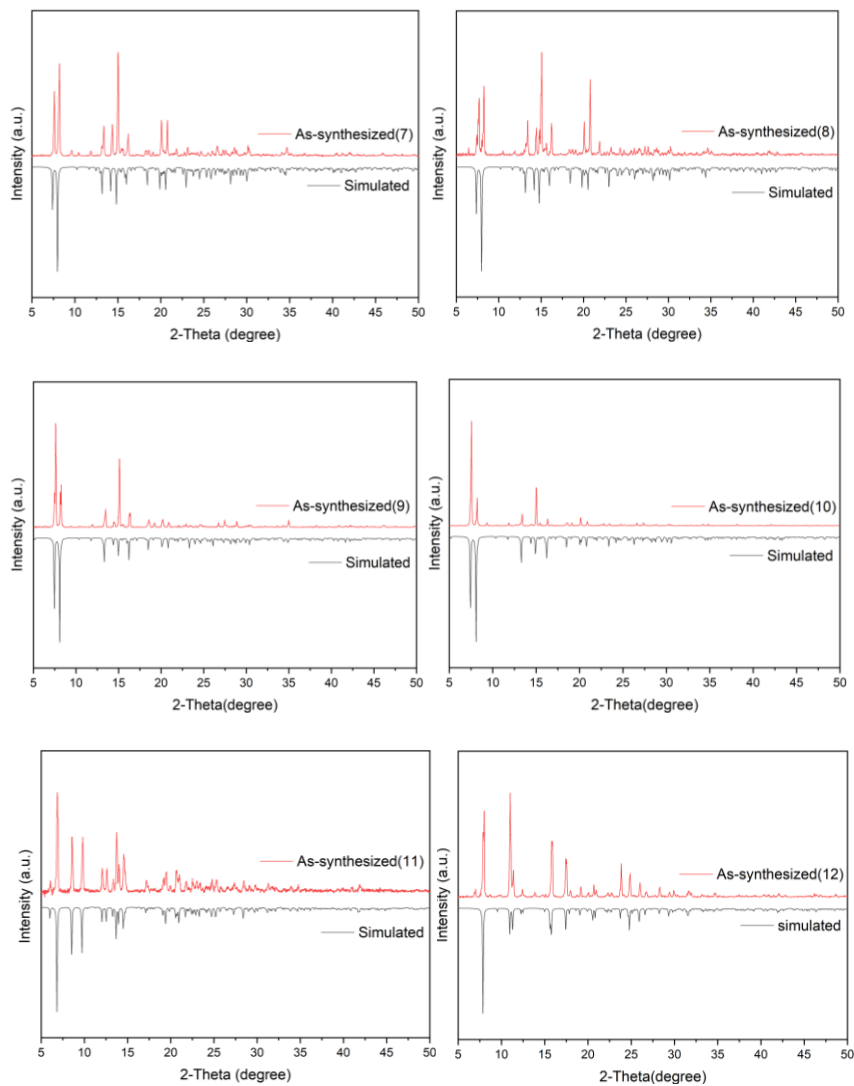 Intensity (a.u.)
As-synthesized(7)
Simulated
5 10 15 20 25 30 35 40 45 50
2-Theta (degree)
Intensity (a.u.)
As-synthesized(8)
Simulated
5 10 15 20 25 30 35 40 45 50
2-Theta (degree)
Intensity (a.u.)
As-synthesized(9)
Simulated
5 10 15 20 25 30 35 40 45 50
2-Theta(degree)
Intensity (a.u.)
As-synthesized(10)
Simulated
5 10 15 20 25 30 35 40 45 50
2-Theta(degree)
Intensity (a.u.)
As-synthesized(11)
Simulated
5 10 15 20 25 30 35 40 45 50
2-Theta (degree)
Intensity (a.u.)
As-synthesized(12)
simulated
5 10 15 20 25 30 35 40 45 50
2-Theta(degree)